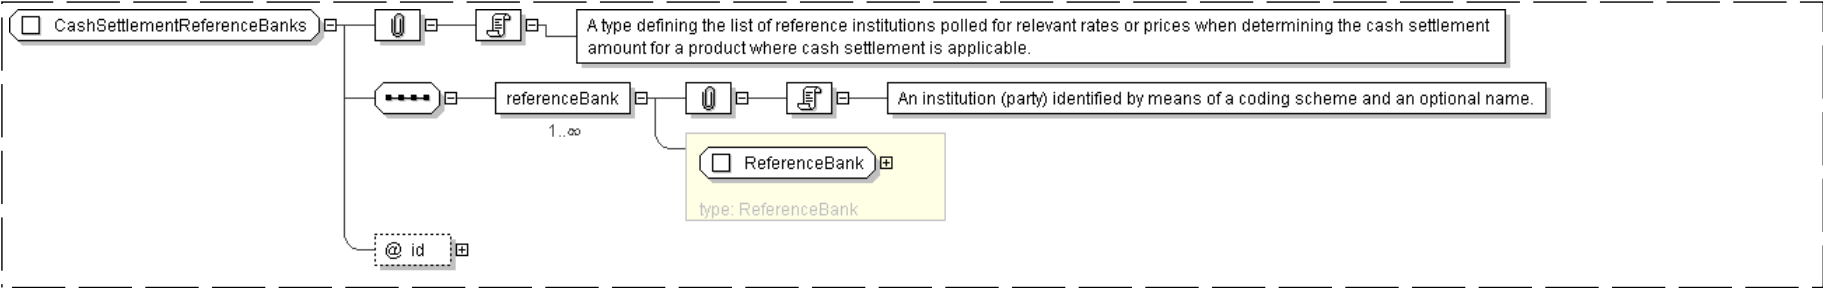 CashSettlementReferenceBanks
A type defining the list of reference institutions polled for relevant rates or prices when determining the cash settlement
amount for a product where cash settlement is applicable.
referenceBank
An institution (party) identified by means of a coding scheme and an optional name.
1..∞
ReferenceBank
type: ReferenceBank
@ id